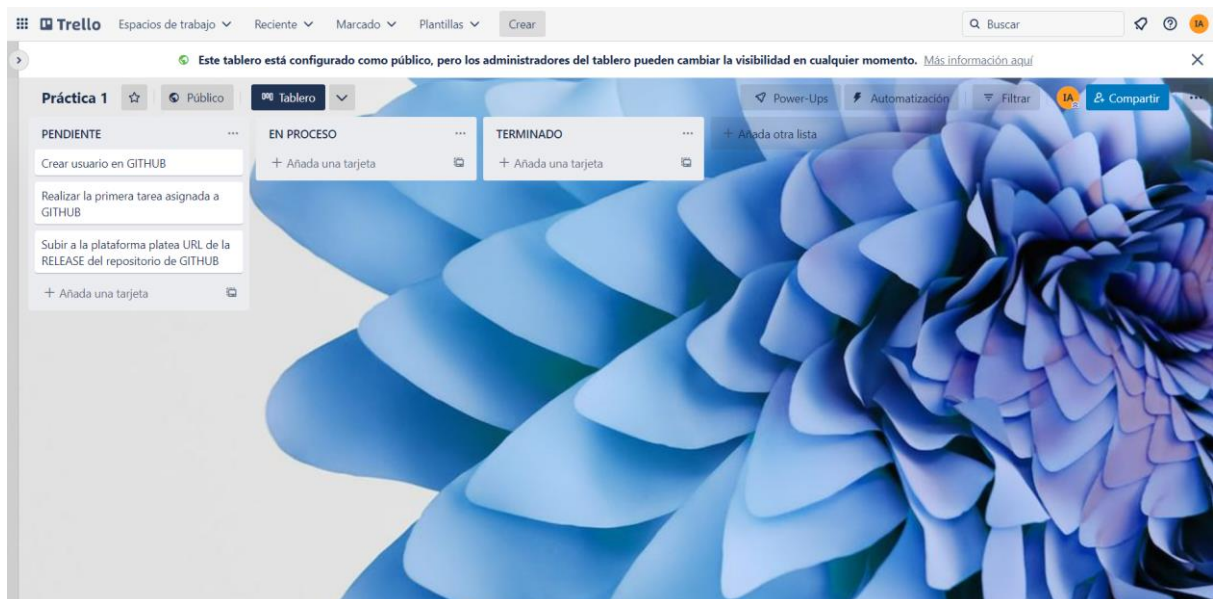 Trello Espacios de trabajo Reciente Marcado Plantillas Crear Buscar IA
Este tablero está configurado como público, pero los administradores del tablero pueden cambiar la visibilidad en cualquier momento. Más información aquí
Práctica 1 Público Tablero Power-Ups Automatización Filtrar IA Compartir
PENDIENTE
Crear usuario en GITHUB
Realizar la primera tarea asignada a
GITHUB
Subir a la plataforma platea URL de la
RELEASE del repositorio de GITHUB
+ Añada una tarjeta
EN PROCESO
+ Añada una tarjeta
TERMINADO
+ Añada una tarjeta
+ Añada otra lista